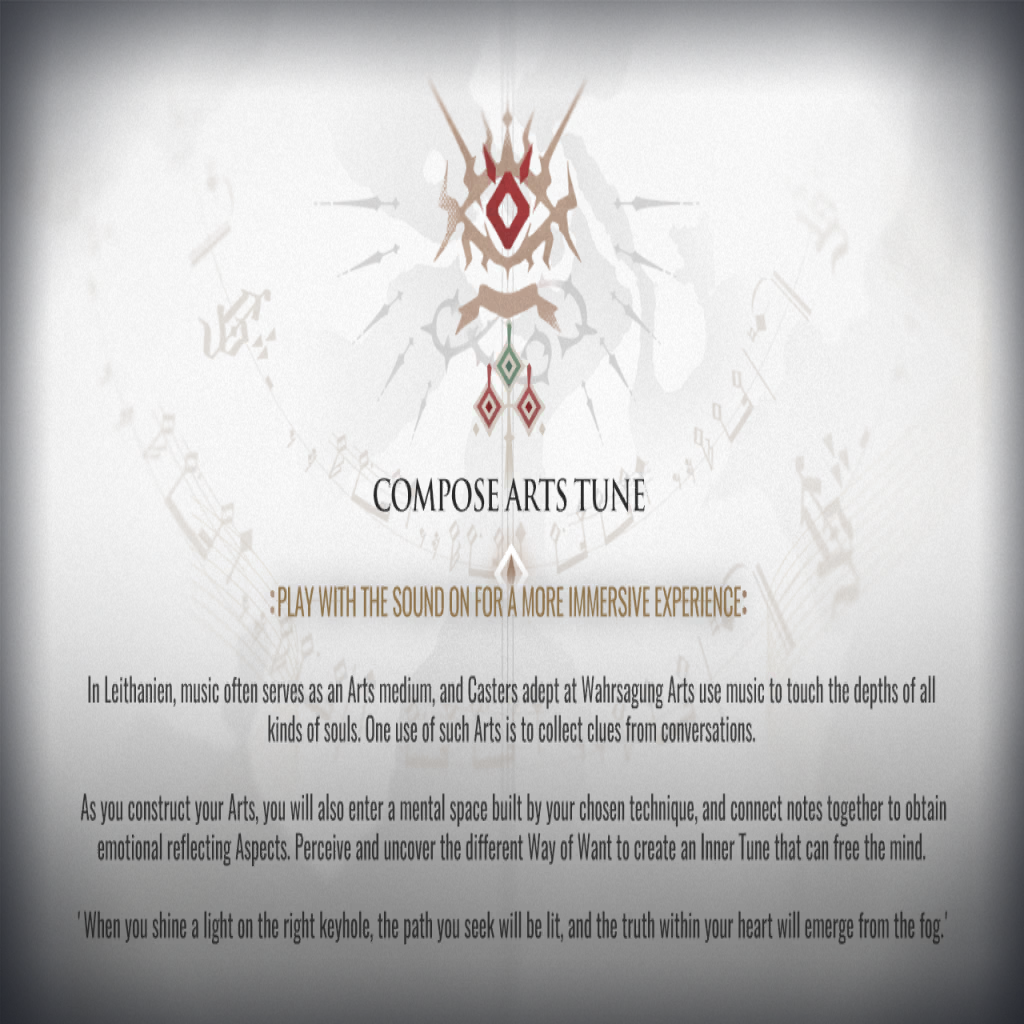 COMPOSE ARTS TUNE
:PLAY WITH THE SOUND ON FOR A MORE IMMERSIVE EXPERIENCE:
In Leithanien, music often serves as an Arts medium, and Casters adept at Wahrsagung Arts use music to touch the depths of all
kinds of souls. One use of such Arts is to collect clues from conversations.
As you construct your Arts, you will also enter a mental space built by your chosen technique, and connect notes together to obtain
emotional reflecting Aspects. Perceive and uncover the different Way of Want to create an Inner Tune that can free the mind.
' When you shine a light on the right keyhole, the path you seek will be lit, and the truth within your heart will emerge from the fog.'